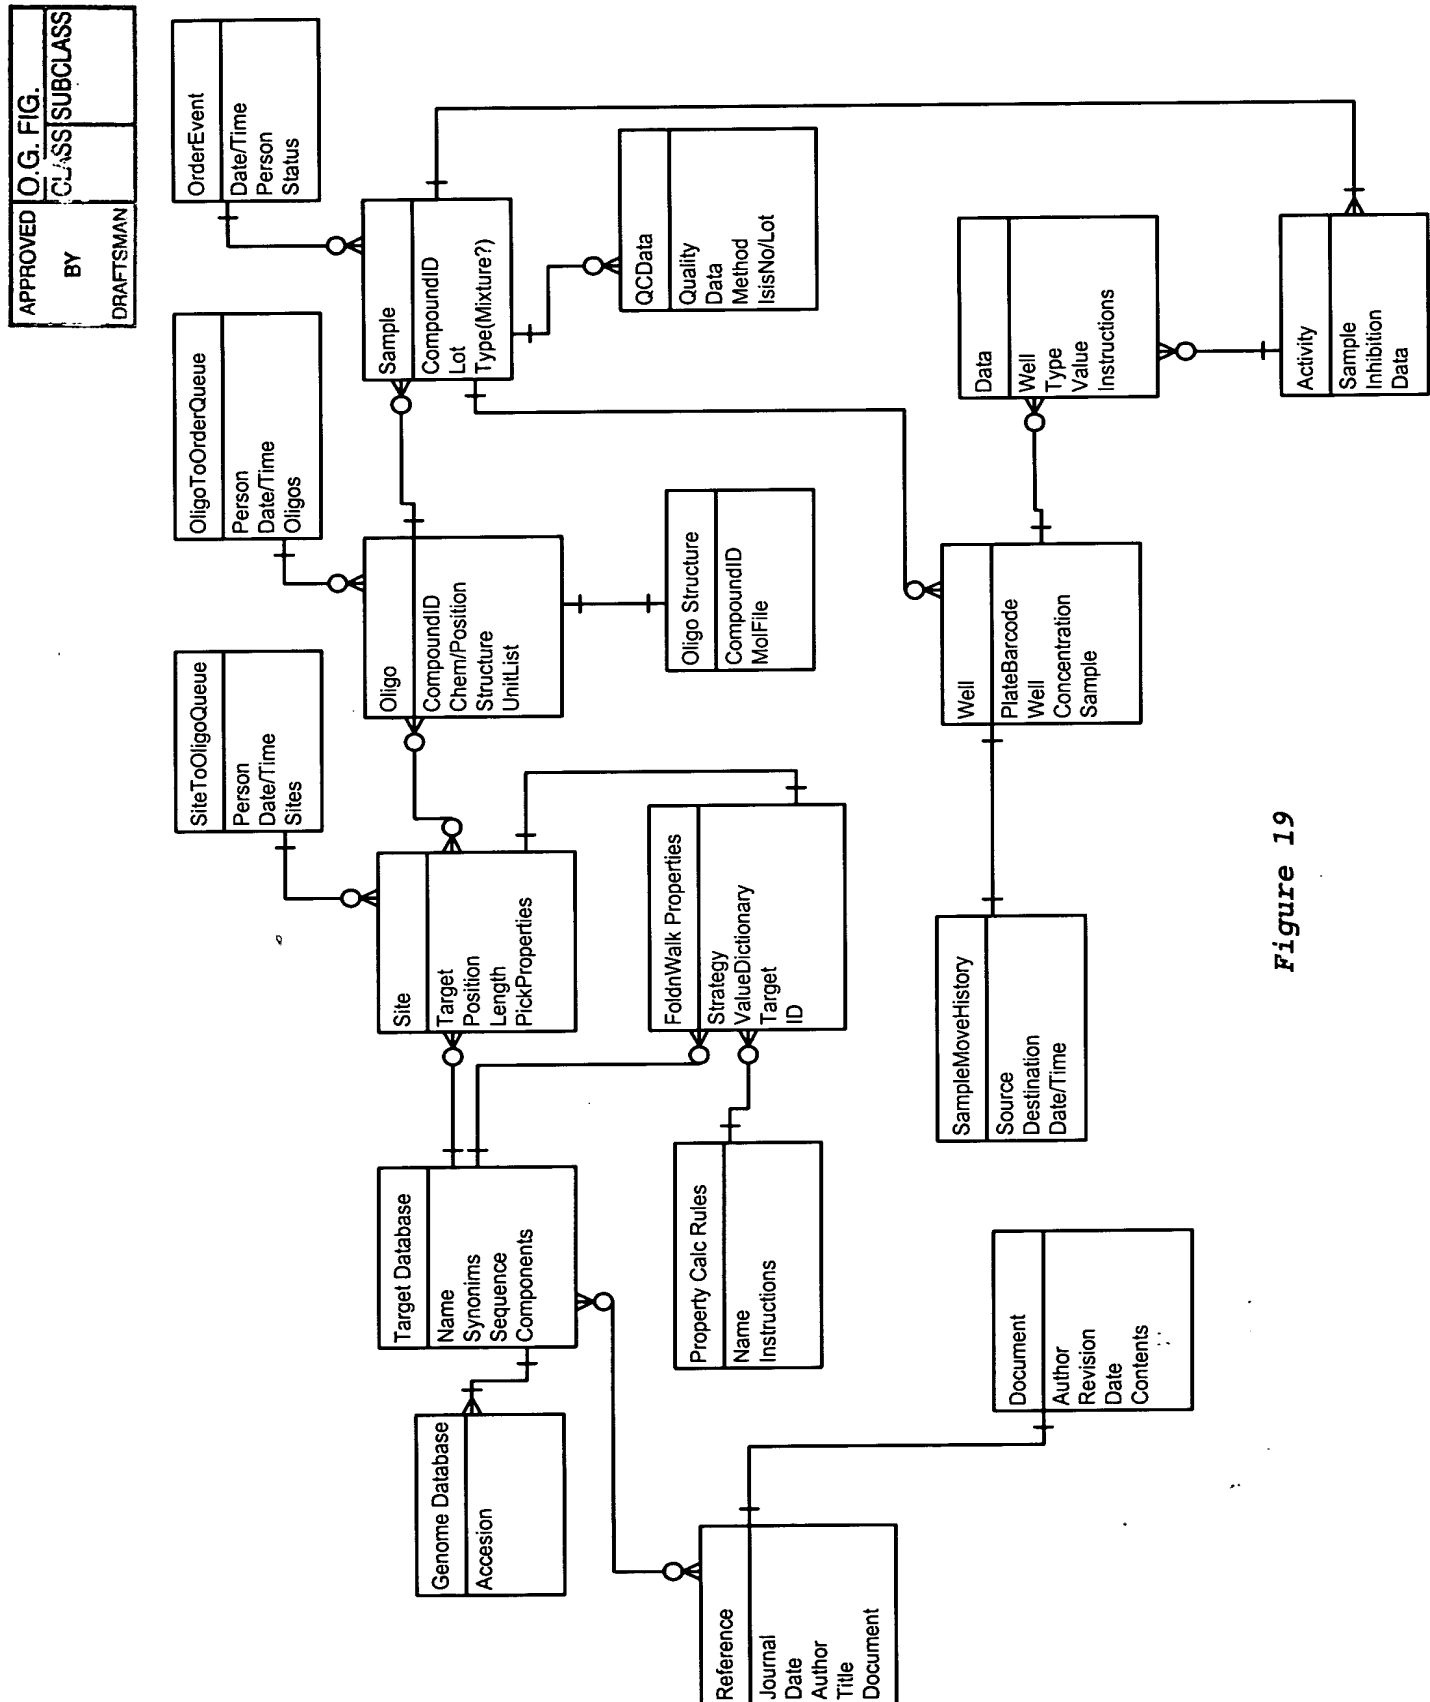 APPROVED
O.G. FIG.
BY
CLASS
SUBCLASS
DRAFTSMAN
OrderEvent
Date/Time
Person
Status
OligoToOrderQueue
Person
Date/Time
Oligos
SiteToOligoQueue
Person
Date/Time
Sites
Sample
CompoundID
Lot
Type(Mixture?)
Oligo
CompoundID
Chem/Position
Structure
UnitList
Site
Target
Position
Length
PickProperties
Target Database
Name
Synonims
Sequence
Components
Genome Database
Accesion
QCData
Quality
Data
Method
IsisNo/Lot
Oligo Structure
CompoundID
MolFile
FoldnWalk Properties
Strategy
ValueDictionary
Target
ID
Property Calc Rules
Name
Instructions
Reference
Journal
Date
Author
Title
Document
Data
Well
Type
Value
Instructions
Well
PlateBarcode
Well
Concentration
Sample
SampleMoveHistory
Source
Destination
Date/Time
Document
Author
Revision
Date
Contents
Activity
Sample
Inhibition
Data
Figure 19